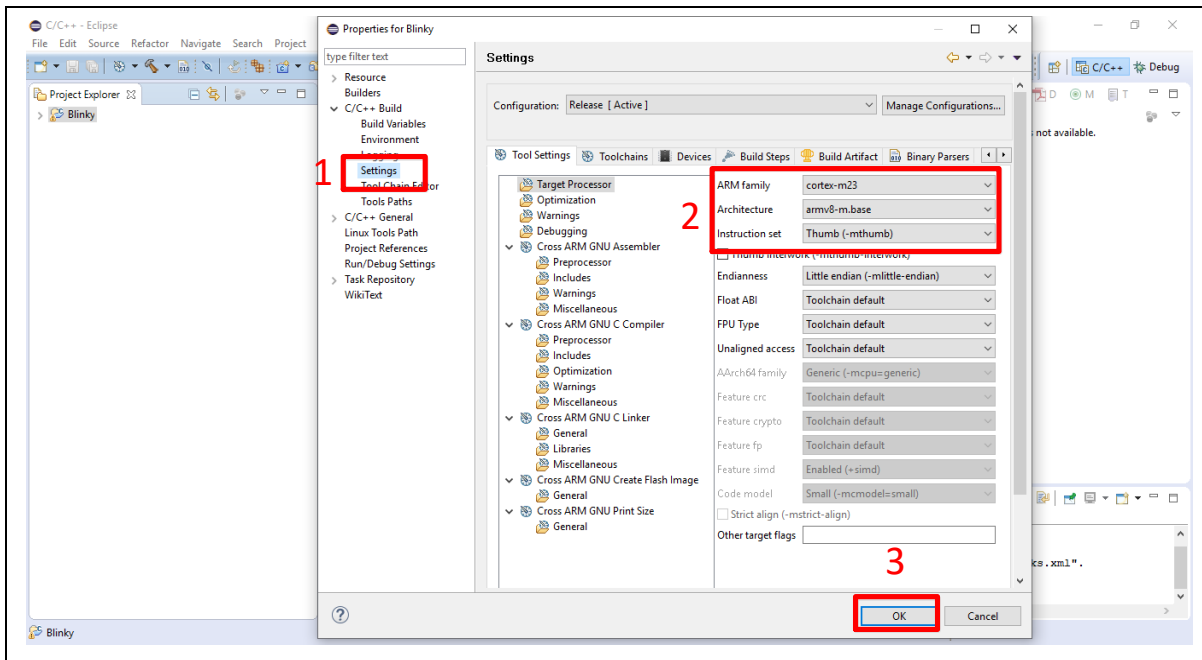 C/C++ - Eclipse
File Edit Source Refactor Navigate Search Project
Project Explorer
Blinky
Blinky
Properties for Blinky
type filter text
Resource
Builders
C/C++ Build
Build Variables
Environment
Logging
1
Settings
Tool Chain Editor
Tools Paths
C/C++ General
Linux Tools Path
Project References
Run/Debug Settings
Task Repository
WikiText
Settings
Configuration: Release [ Active ] Manage Configurations...
Tool Settings Toolchains Devices Build Steps Build Artifact Binary Parsers
Target Processor
Optimization
Warnings
Debugging
Cross ARM GNU Assembler
Preprocessor
Includes
Warnings
Miscellaneous
Cross ARM GNU C Compiler
Preprocessor
Includes
Optimization
Warnings
Miscellaneous
Cross ARM GNU C Linker
General
Libraries
Miscellaneous
Cross ARM GNU Create Flash Image
General
Cross ARM GNU Print Size
General
2
ARM family cortex-m23
Architecture armv8-m.base
Instruction set Thumb (-mthumb)
Thumb interwork (-mthumb-interwork)
Endianness Little endian (-mlittle-endian)
Float ABI Toolchain default
FPU Type Toolchain default
Unaligned access Toolchain default
AArch64 family Generic (-mcpu=generic)
Feature crc Toolchain default
Feature crypto Toolchain default
Feature fp Toolchain default
Feature simd Enabled (+simd)
Code model Small (-mcmodel=small)
Strict align (-mstrict-align)
Other target flags
3
OK Cancel
C/C++ Debug
D M T
not available.
ks.xml".